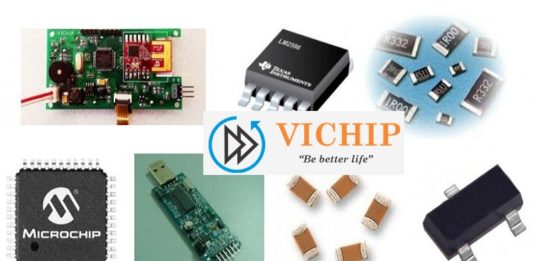 VICHIP
LM2596
TEXAS
INSTRUMENTS
R332
1R00
R332
1R00
VICHIP
“Be better life”
MICROCHIP